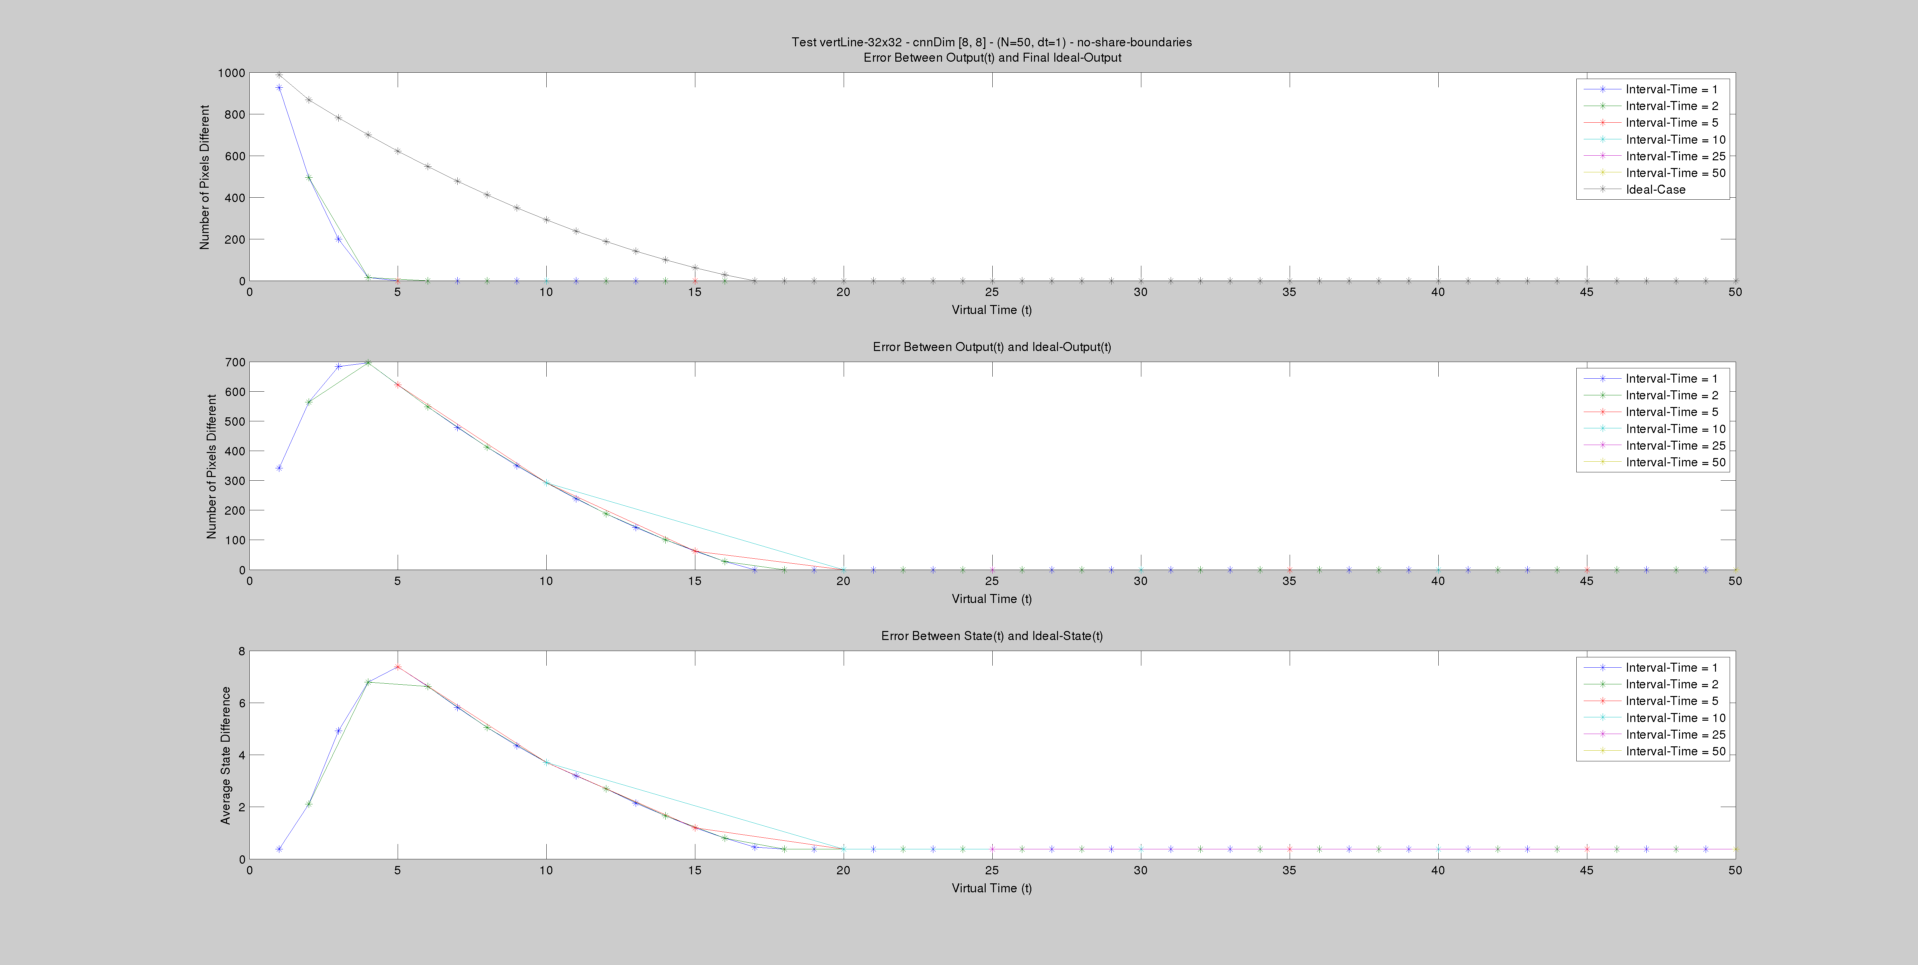 Test vertLine-32x32 - cnnDim [8, 8] - (N=50, dt=1) - no-share-boundaries
Error Between Output(t) and Final Ideal-Output
Number of Pixels Different
1000
800
600
400
200
0
0 5 10 15 20 25 30 35 40 45 50
Virtual Time (t)
Interval-Time = 1
Interval-Time = 2
Interval-Time = 5
Interval-Time = 10
Interval-Time = 25
Interval-Time = 50
Ideal-Case
Error Between Output(t) and Ideal-Output(t)
Number of Pixels Different
700
600
500
400
300
200
100
0
0 5 10 15 20 25 30 35 40 45 50
Virtual Time (t)
Interval-Time = 1
Interval-Time = 2
Interval-Time = 5
Interval-Time = 10
Interval-Time = 25
Interval-Time = 50
Error Between State(t) and Ideal-State(t)
Average State Difference
8
6
4
2
0
0 5 10 15 20 25 30 35 40 45 50
Virtual Time (t)
Interval-Time = 1
Interval-Time = 2
Interval-Time = 5
Interval-Time = 10
Interval-Time = 25
Interval-Time = 50